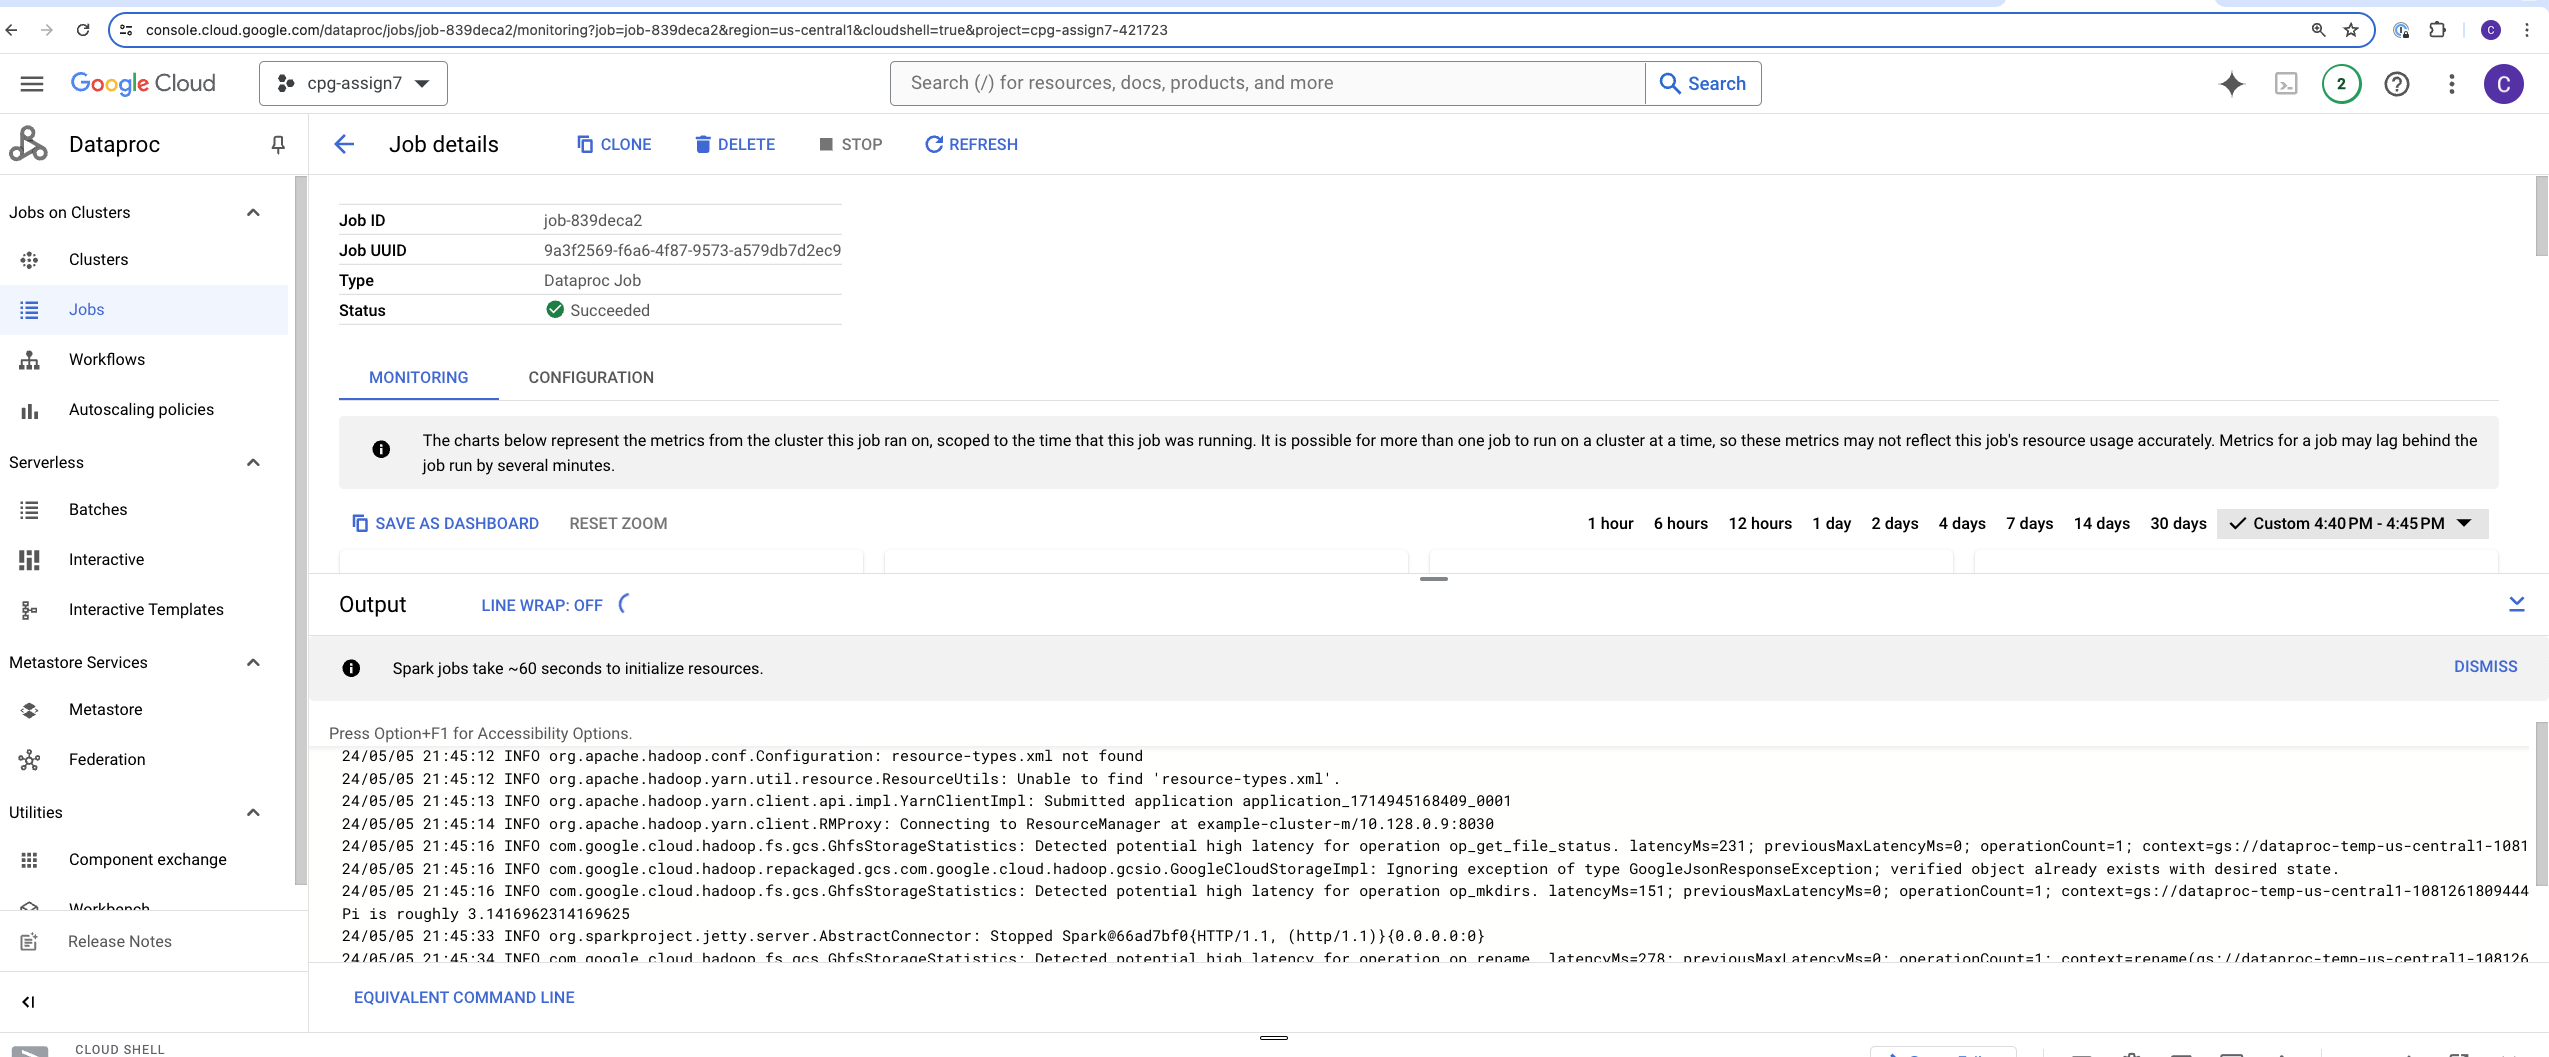 console.cloud.google.com/dataproc/jobs/job-839deca2/monitoring?job=job-839deca2&region=us-central1&cloudshell=true&project=cpg-assign7-421723
C
Google Cloud
cpg-assign7
Search (/) for resources, docs, products, and more
Search
2
C
Dataproc
Job details
CLONE
DELETE
STOP
REFRESH
Jobs on Clusters
Clusters
Jobs
Workflows
Autoscaling policies
Serverless
Batches
Interactive
Interactive Templates
Metastore Services
Metastore
Federation
Utilities
Component exchange
Workbench
Release Notes
Job ID job-839deca2
Job UUID 9a3f2569-f6a6-4f87-9573-a579db7d2ec9
Type Dataproc Job
Status Succeeded
MONITORING CONFIGURATION
The charts below represent the metrics from the cluster this job ran on, scoped to the time that this job was running. It is possible for more than one job to run on a cluster at a time, so these metrics may not reflect this job's resource usage accurately. Metrics for a job may lag behind the
job run by several minutes.
SAVE AS DASHBOARD RESET ZOOM 1 hour 6 hours 12 hours 1 day 2 days 4 days 7 days 14 days 30 days Custom 4:40 PM - 4:45 PM
Output LINE WRAP: OFF
Spark jobs take ~60 seconds to initialize resources. DISMISS
Press Option+F1 for Accessibility Options.
24/05/05 21:45:12 INFO org.apache.hadoop.conf.Configuration: resource-types.xml not found
24/05/05 21:45:12 INFO org.apache.hadoop.yarn.util.resource.ResourceUtils: Unable to find 'resource-types.xml'.
24/05/05 21:45:13 INFO org.apache.hadoop.yarn.client.api.impl.YarnClientImpl: Submitted application application_1714945168409_0001
24/05/05 21:45:14 INFO org.apache.hadoop.yarn.client.RMProxy: Connecting to ResourceManager at example-cluster-m/10.128.0.9:8030
24/05/05 21:45:16 INFO com.google.cloud.hadoop.fs.gcs.GhfsStorageStatistics: Detected potential high latency for operation op_get_file_status. latencyMs=231; previousMaxLatencyMs=0; operationCount=1; context=gs://dataproc-temp-us-central1-1081
24/05/05 21:45:16 INFO com.google.cloud.hadoop.repackaged.gcs.com.google.cloud.hadoop.gcsio.GoogleCloudStorageImpl: Ignoring exception of type GoogleJsonResponseException; verified object already exists with desired state.
24/05/05 21:45:16 INFO com.google.cloud.hadoop.fs.gcs.GhfsStorageStatistics: Detected potential high latency for operation op_mkdirs. latencyMs=151; previousMaxLatencyMs=0; operationCount=1; context=gs://dataproc-temp-us-central1-1081261809444
Pi is roughly 3.1416962314169625
24/05/05 21:45:33 INFO org.sparkproject.jetty.server.AbstractConnector: Stopped Spark@66ad7bf0{HTTP/1.1, (http/1.1)}{0.0.0.0:0}
24/05/05 21:45:34 INFO com.google.cloud.hadoop.fs.gcs.GhfsStorageStatistics: Detected potential high latency for operation op_rename. latencyMs=278; previousMaxLatencyMs=0; operationCount=1; context=rename(gs://dataproc-temp-us-central1-108126
EQUIVALENT COMMAND LINE
CLOUD SHELL